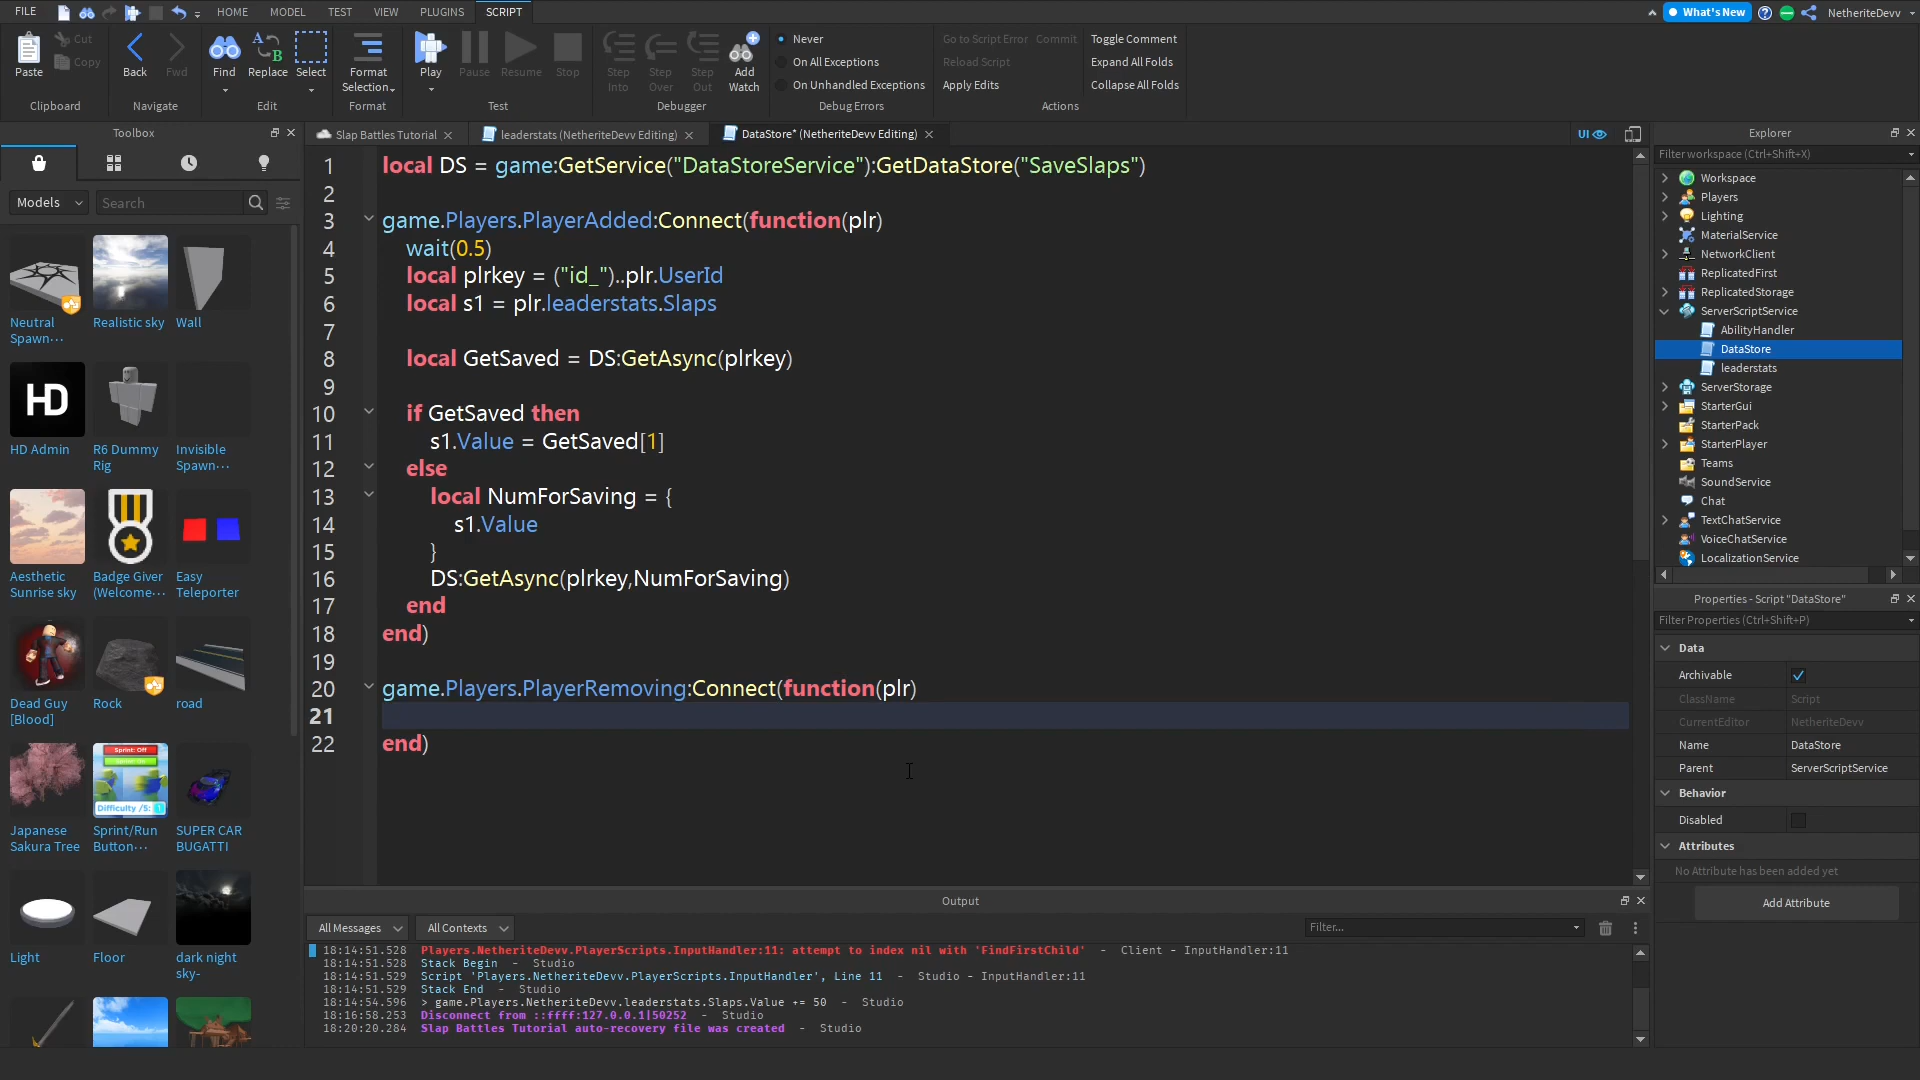 FILE HOME MODEL TEST VIEW PLUGINS SCRIPT What's New NetheriteDevv
Paste Cut Copy Back Fwd Find Replace Select Format Selection Play Pause Resume Stop Step Into Step Over Step Out Add Watch
Never
On All Exceptions
On Unhandled Exceptions
Go to Script Error Commit Toggle Comment
Reload Script Expand All Folds
Apply Edits Collapse All Folds
Clipboard Navigate Edit Format Test Debugger Debug Errors Actions
Toolbox
Models Search
Neutral Spawn... Realistic sky Wall
HD
HD Admin R6 Dummy Rig Invisible Spawn...
Aesthetic Sunrise sky Badge Giver (Welcome... Easy Teleporter
Dead Guy [Blood] Rock road
Sprint: Off
Difficulty /5: 1
Japanese Sakura Tree Sprint/Run Button... SUPER CAR BUGATTI
Light Floor dark night sky-
Slap Battles Tutorial leaderstats (NetheriteDevv Editing) DataStore* (NetheriteDevv Editing) UI
1 local DS = game:GetService("DataStoreService"):GetDataStore("SaveSlaps")
2
3 game.Players.PlayerAdded:Connect(function(plr)
4 wait(0.5)
5 local plrkey = ("id_")..plr.UserId
6 local s1 = plr.leaderstats.Slaps
7
8 local GetSaved = DS:GetAsync(plrkey)
9
10 if GetSaved then
11 s1.Value = GetSaved[1]
12 else
13 local NumForSaving = {
14 s1.Value
15 }
16 DS:GetAsync(plrkey,NumForSaving)
17 end
18 end)
19
20 game.Players.PlayerRemoving:Connect(function(plr)
21
22 end)
Output
All Messages All Contexts Filter...
18:14:51.528 Players.NetheriteDevv.PlayerScripts.InputHandler:11: attempt to index nil with 'FindFirstChild' - Client - InputHandler:11
18:14:51.528 Stack Begin - Studio
18:14:51.529 Script 'Players.NetheriteDevv.PlayerScripts.InputHandler', Line 11 - Studio - InputHandler:11
18:14:51.529 Stack End - Studio
18:14:54.596 > game.Players.NetheriteDevv.leaderstats.Slaps.Value += 50 - Studio
18:16:58.253 Disconnect from ::ffff:127.0.0.1|50252 - Studio
18:20:20.284 Slap Battles Tutorial auto-recovery file was created - Studio
Explorer
Filter workspace (Ctrl+Shift+X)
Workspace
Players
Lighting
MaterialService
NetworkClient
ReplicatedFirst
ReplicatedStorage
ServerScriptService
AbilityHandler
DataStore
leaderstats
ServerStorage
StarterGui
StarterPack
StarterPlayer
Teams
SoundService
Chat
TextChatService
VoiceChatService
LocalizationService
Properties - Script "DataStore"
Filter Properties (Ctrl+Shift+P)
Data
Archivable
ClassName Script
CurrentEditor NetheriteDevv
Name DataStore
Parent ServerScriptService
Behavior
Disabled
Attributes
No Attribute has been added yet
Add Attribute